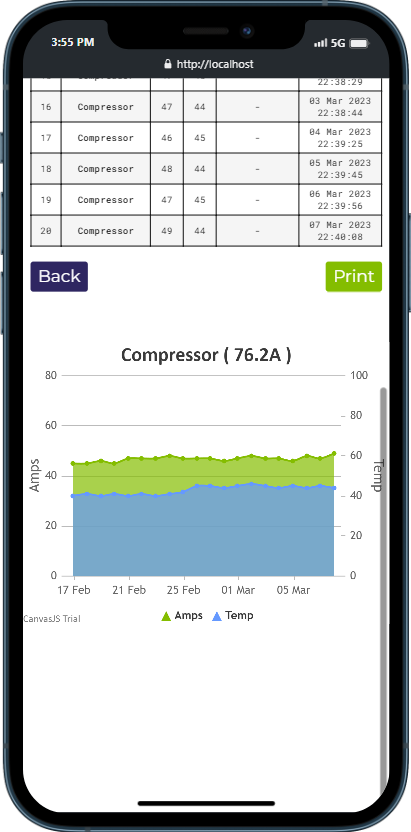 3:55 PM 5G
http://localhost
Compressor 22:38:29
16 Compressor 47 44 - 03 Mar 2023
22:38:44
17 Compressor 46 45 - 04 Mar 2023
22:39:25
18 Compressor 48 44 - 05 Mar 2023
22:39:45
19 Compressor 47 45 - 06 Mar 2023
22:39:56
20 Compressor 49 44 - 07 Mar 2023
22:40:08
Back Print
Compressor ( 76.2A )
80 100
80
60 60
Amps Temp
40 40
20 20
0 0
17 Feb 21 Feb 25 Feb 01 Mar 05 Mar
CanvasJS Trial
Amps Temp